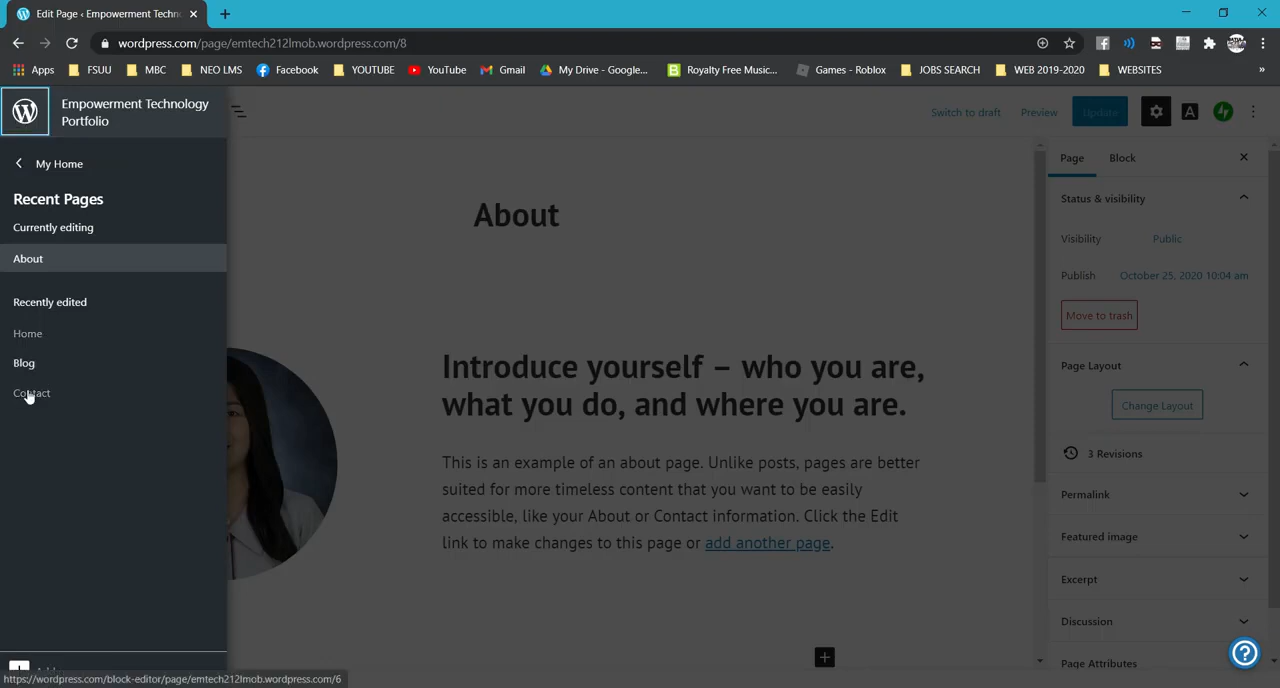 Edit Page ‹ Empowerment Techno
wordpress.com/page/emtech212lmob.wordpress.com/8
Apps FSUU MBC NEO LMS Facebook YOUTUBE YouTube Gmail My Drive - Google... Royalty Free Music... Games - Roblox JOBS SEARCH WEB 2019-2020 WEBSITES »
Empowerment Technology
Portfolio
Switch to draft Preview Update
My Home
Page Block
Recent Pages
Status & visibility
Currently editing
About
Visibility Public
About
Publish October 25, 2020 10:04 am
Recently edited
Move to trash
Home
Blog
Introduce yourself – who you are,
what you do, and where you are.
Page Layout
Contact
Change Layout
3 Revisions
This is an example of an about page. Unlike posts, pages are better
suited for more timeless content that you want to be easily
accessible, like your About or Contact information. Click the Edit
link to make changes to this page or add another page.
Permalink
Featured image
Excerpt
Discussion
Page Attributes
https://wordpress.com/block-editor/page/emtech212lmob.wordpress.com/6